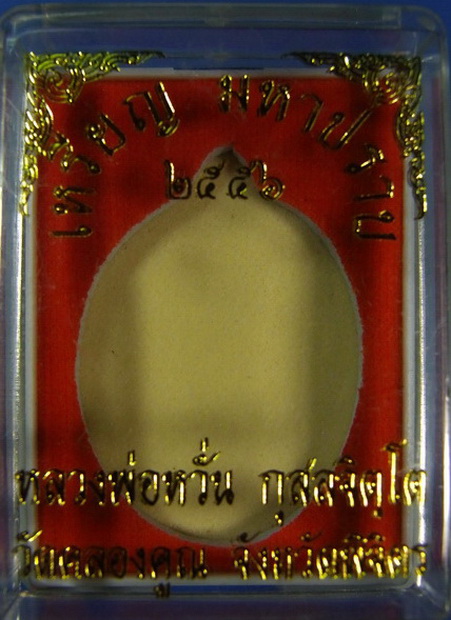 เหรียญ มหาปราบ
๒๕๕๖
หลวงพ่อหวั่น กุสลจิตฺโต
วัดคลองคูณ จังหวัดพิจิตร